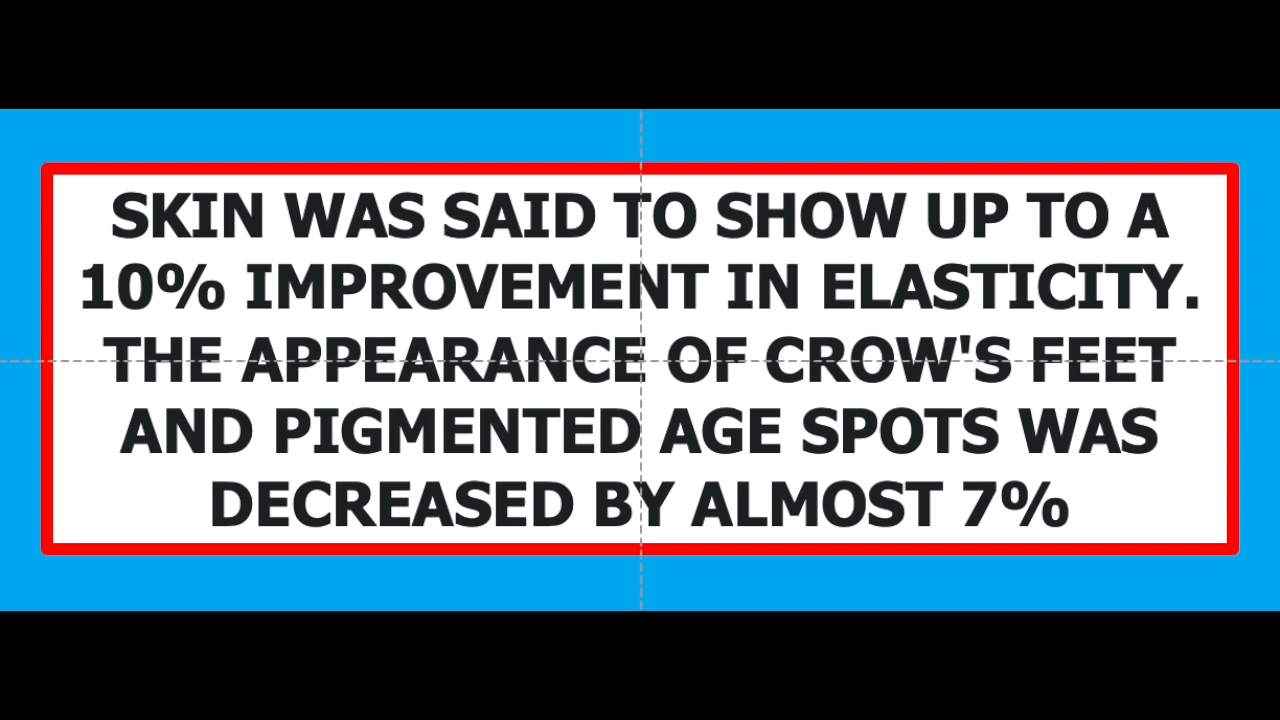 SKIN WAS SAID TO SHOW UP TO A
10% IMPROVEMENT IN ELASTICITY.
THE APPEARANCE OF CROW'S FEET
AND PIGMENTED AGE SPOTS WAS
DECREASED BY ALMOST 7%